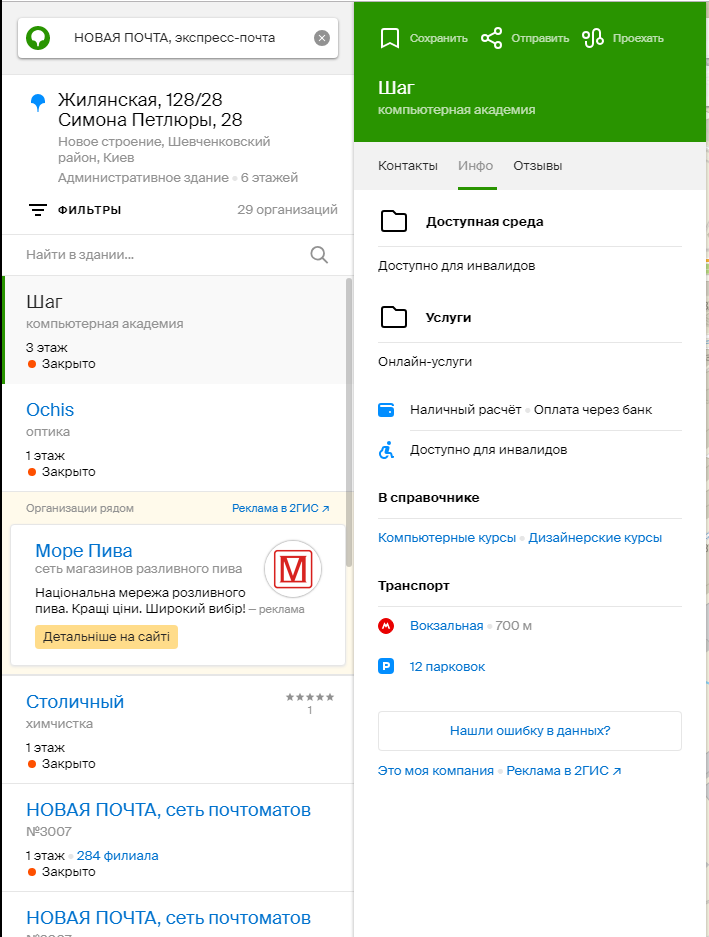 НОВАЯ ПОЧТА, экспресс-почта
Жилянская, 128/28
Симона Петлюры, 28
Новое строение, Шевченковский
район, Киев
Административное здание • 6 этажей
ФИЛЬТРЫ
29 организаций
Найти в здании...
Шаг
компьютерная академия
3 этаж
Закрыто
Ochis
оптика
1 этаж
Закрыто
Организации рядом
Реклама в 2ГИС ↗
Море Пива
сеть магазинов разливного пива
Національна мережа розливного
пива. Кращі ціни. Широкий вибір! — реклама
Детальніше на сайті
Столичный
1
химчистка
1 этаж
Закрыто
НОВАЯ ПОЧТА, сеть почтоматов
№3007
1 этаж • 284 филиала
Закрыто
НОВАЯ ПОЧТА, сеть почтоматов
Сохранить
Отправить
Проехать
Шаг
компьютерная академия
Контакты
Инфо
Отзывы
Доступная среда
Доступно для инвалидов
Услуги
Онлайн-услуги
Наличный расчёт • Оплата через банк
Доступно для инвалидов
В справочнике
Компьютерные курсы • Дизайнерские курсы
Транспорт
Вокзальная • 700 м
P
12 парковок
Нашли ошибку в данных?
Это моя компания • Реклама в 2ГИС ↗